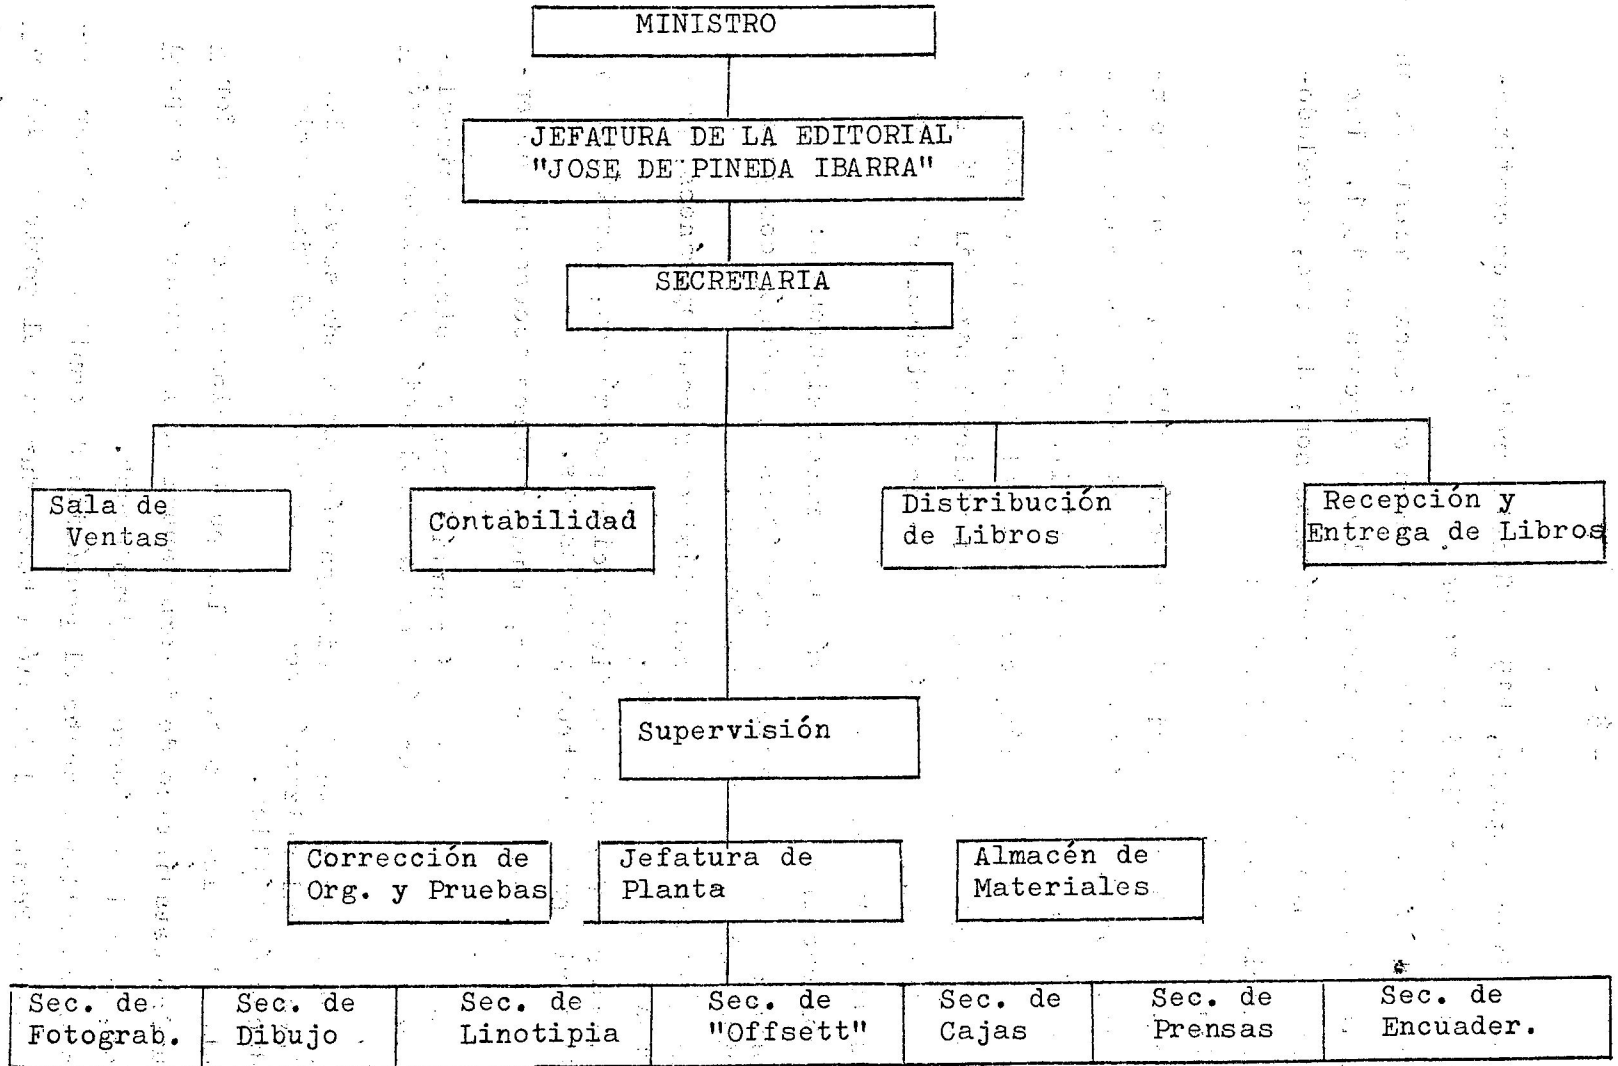 MINISTRO
JEFATURA DE LA EDITORIAL
"JOSE DE PINEDA IBARRA"
SECRETARIA
Sala de
Ventas
Contabilidad
Distribución
de Libros
Recepción y
Entrega de Libros
Supervisión
Corrección de
Org. y Pruebas
Jefatura de
Planta
Almacén de
Materiales
Sec. de
Fotograb.
Sec. de
Dibujo
Sec. de
Linotipia
Sec. de
"Offsett"
Sec. de
Cajas
Sec. de
Prensas
Sec. de
Encuader.